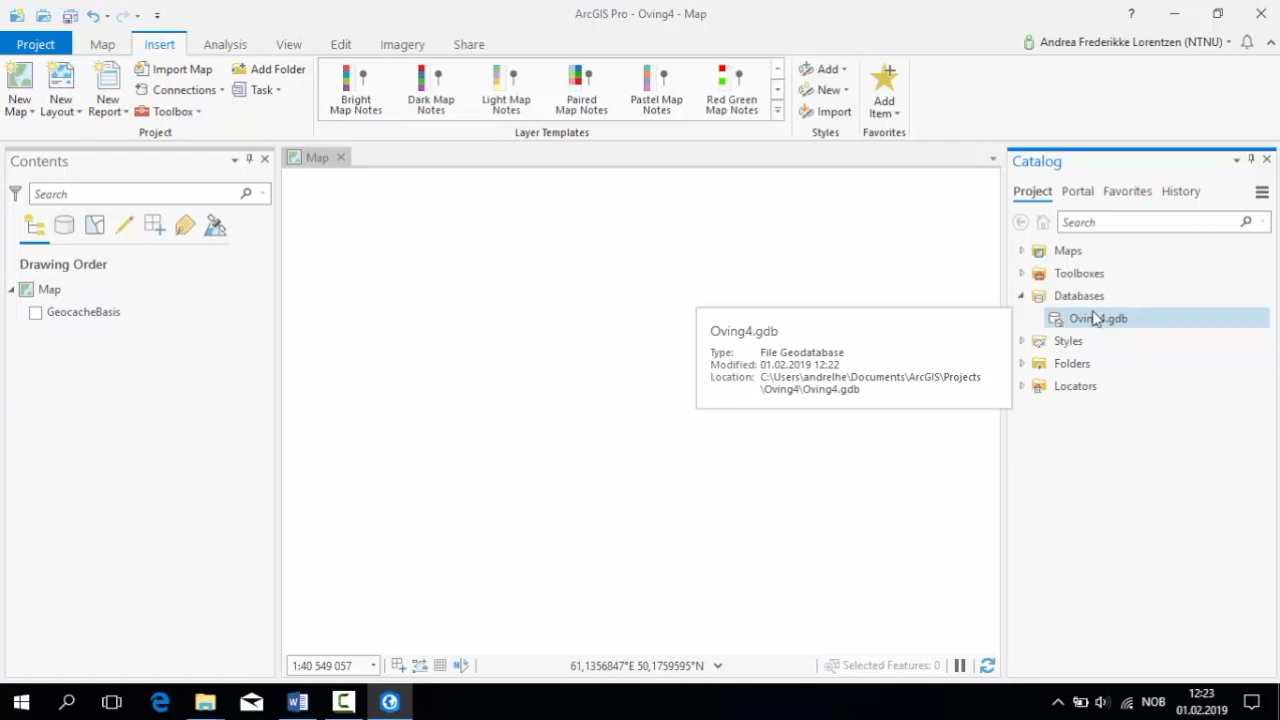 ArcGIS Pro - Oving4 - Map
?
Project
Map
Insert
Analysis
View
Edit
Imagery
Share
Andrea Frederikke Lorentzen (NTNU)
New Map
New Layout
New Report
Import Map
Connections
Toolbox
Add Folder
Task
Project
Bright Map Notes
Dark Map Notes
Light Map Notes
Paired Map Notes
Pastel Map Notes
Red Green Map Notes
Layer Templates
Add
New
Import
Styles
Add Item
Favorites
Contents
Search
Drawing Order
Map
GeocacheBasis
Map
Oving4.gdb
Type: File Geodatabase
Modified: 01.02.2019 12:22
Location: C:\Users\andrelhe\Documents\ArcGIS\Projects
\Oving4\Oving4.gdb
1:40 549 057
61,1356847°E 50,1759595°N
Selected Features: 0
Catalog
Project Portal Favorites History
Search
Maps
Toolboxes
Databases
Oving4.gdb
Styles
Folders
Locators
NOB
12:23
01.02.2019